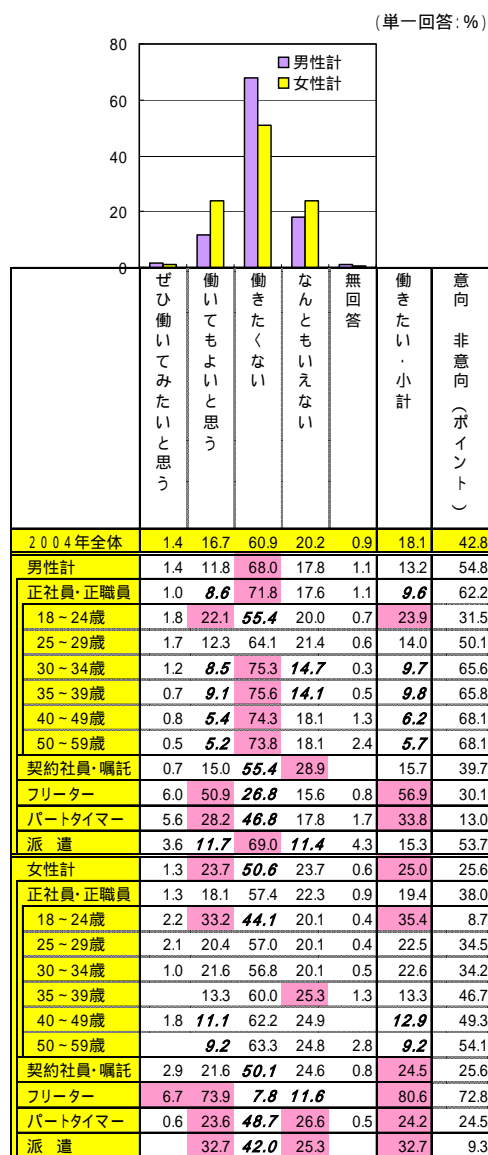 (単一回答:%)
80
60
40
20
0
男性計
女性計
ぜひ働いてみたいと思う
働いてもよいと思う
働きたくない
なんともいえない
無回答
働きたい・小計
意向 非意向(ポイント)
2004年全体 1.4 16.7 60.9 20.2 0.9 18.1 42.8
男性計 1.4 11.8 68.0 17.8 1.1 13.2 54.8
正社員・正職員 1.0 8.6 71.8 17.6 1.1 9.6 62.2
18~24歳 1.8 22.1 55.4 20.0 0.7 23.9 31.5
25~29歳 1.7 12.3 64.1 21.4 0.6 14.0 50.1
30~34歳 1.2 8.5 75.3 14.7 0.3 9.7 65.6
35~39歳 0.7 9.1 75.6 14.1 0.5 9.8 65.8
40~49歳 0.8 5.4 74.3 18.1 1.3 6.2 68.1
50~59歳 0.5 5.2 73.8 18.1 2.4 5.7 68.1
契約社員・嘱託 0.7 15.0 55.4 28.9 15.7 39.7
フリーター 6.0 50.9 26.8 15.6 0.8 56.9 30.1
パートタイマー 5.6 28.2 46.8 17.8 1.7 33.8 13.0
派 遣 3.6 11.7 69.0 11.4 4.3 15.3 53.7
女性計 1.3 23.7 50.6 23.7 0.6 25.0 25.6
正社員・正職員 1.3 18.1 57.4 22.3 0.9 19.4 38.0
18~24歳 2.2 33.2 44.1 20.1 0.4 35.4 8.7
25~29歳 2.1 20.4 57.0 20.1 0.4 22.5 34.5
30~34歳 1.0 21.6 56.8 20.1 0.5 22.6 34.2
35~39歳 13.3 60.0 25.3 1.3 13.3 46.7
40~49歳 1.8 11.1 62.2 24.9 12.9 49.3
50~59歳 9.2 63.3 24.8 2.8 9.2 54.1
契約社員・嘱託 2.9 21.6 50.1 24.6 0.8 24.5 25.6
フリーター 6.7 73.9 7.8 11.6 80.6 72.8
パートタイマー 0.6 23.6 48.7 26.6 0.5 24.2 24.5
派 遣 32.7 42.0 25.3 32.7 9.3